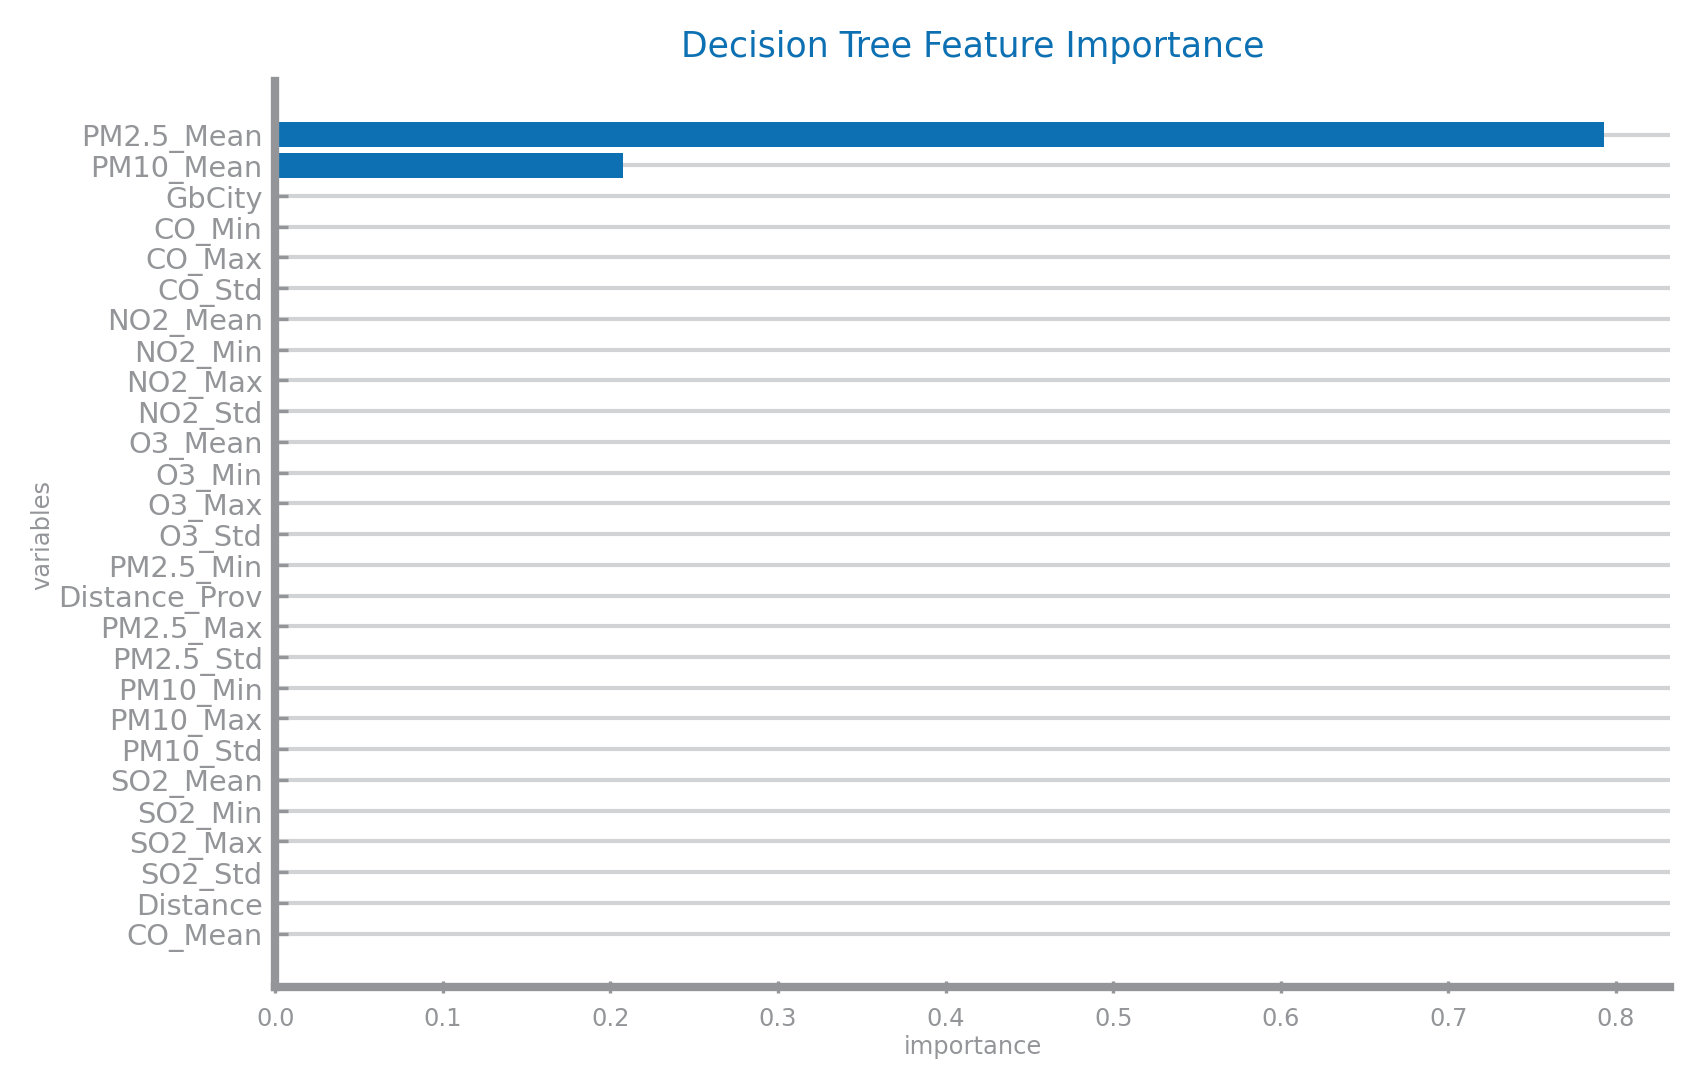 Decision Tree Feature Importance
PM2.5_Mean
PM10_Mean
GbCity
CO_Min
CO_Max
CO_Std
NO2_Mean
NO2_Min
NO2_Max
NO2_Std
O3_Mean
O3_Min
O3_Max
O3_Std
PM2.5_Min
Distance_Prov
PM2.5_Max
PM2.5_Std
PM10_Min
PM10_Max
PM10_Std
SO2_Mean
SO2_Min
SO2_Max
SO2_Std
Distance
CO_Mean
variables
0.0 0.1 0.2 0.3 0.4 0.5 0.6 0.7 0.8
importance